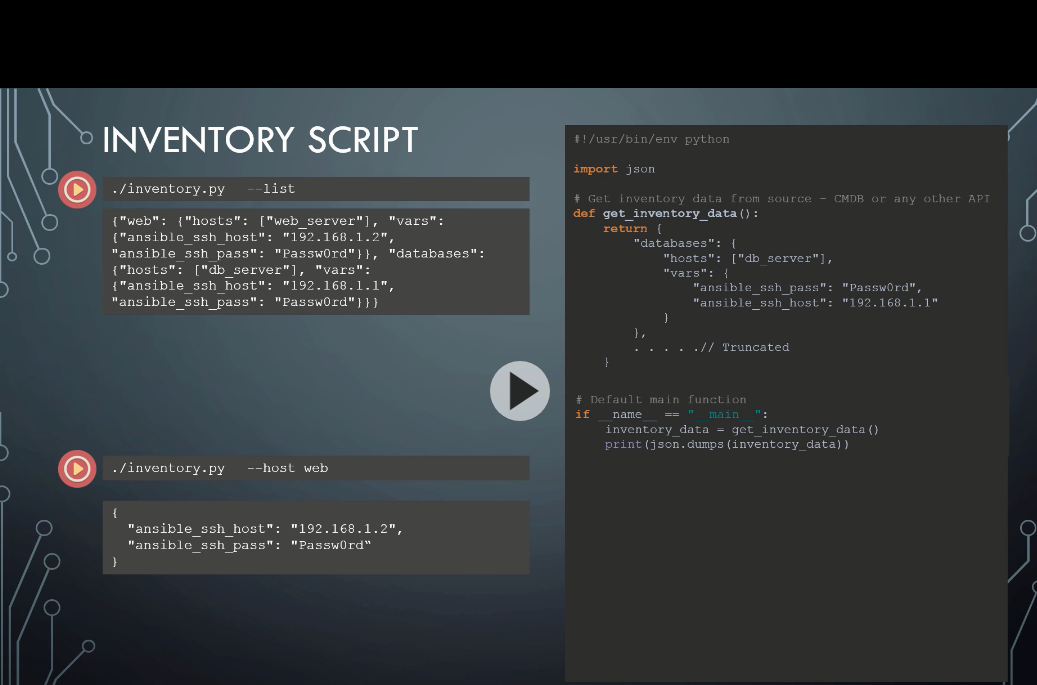 INVENTORY SCRIPT
./inventory.py --list
{"web": {"hosts": ["web_server"], "vars":
{"ansible_ssh_host": "192.168.1.2",
"ansible_ssh_pass": "Passw0rd"}}, "databases":
{"hosts": ["db_server"], "vars":
{"ansible_ssh_host": "192.168.1.1",
"ansible_ssh_pass": "Passw0rd"}}}
./inventory.py --host web
{
"ansible_ssh_host": "192.168.1.2",
"ansible_ssh_pass": "Passw0rd“
}
#!/usr/bin/env python
import json
# Get inventory data from source – CMDB or any other API
def get_inventory_data():
return {
"databases": {
"hosts": ["db_server"],
"vars": {
"ansible_ssh_pass": "Passw0rd",
"ansible_ssh_host": "192.168.1.1"
}
},
. . . . .// Truncated
}
# Default main function
if __name__ == "__main__":
inventory_data = get_inventory_data()
print(json.dumps(inventory_data))